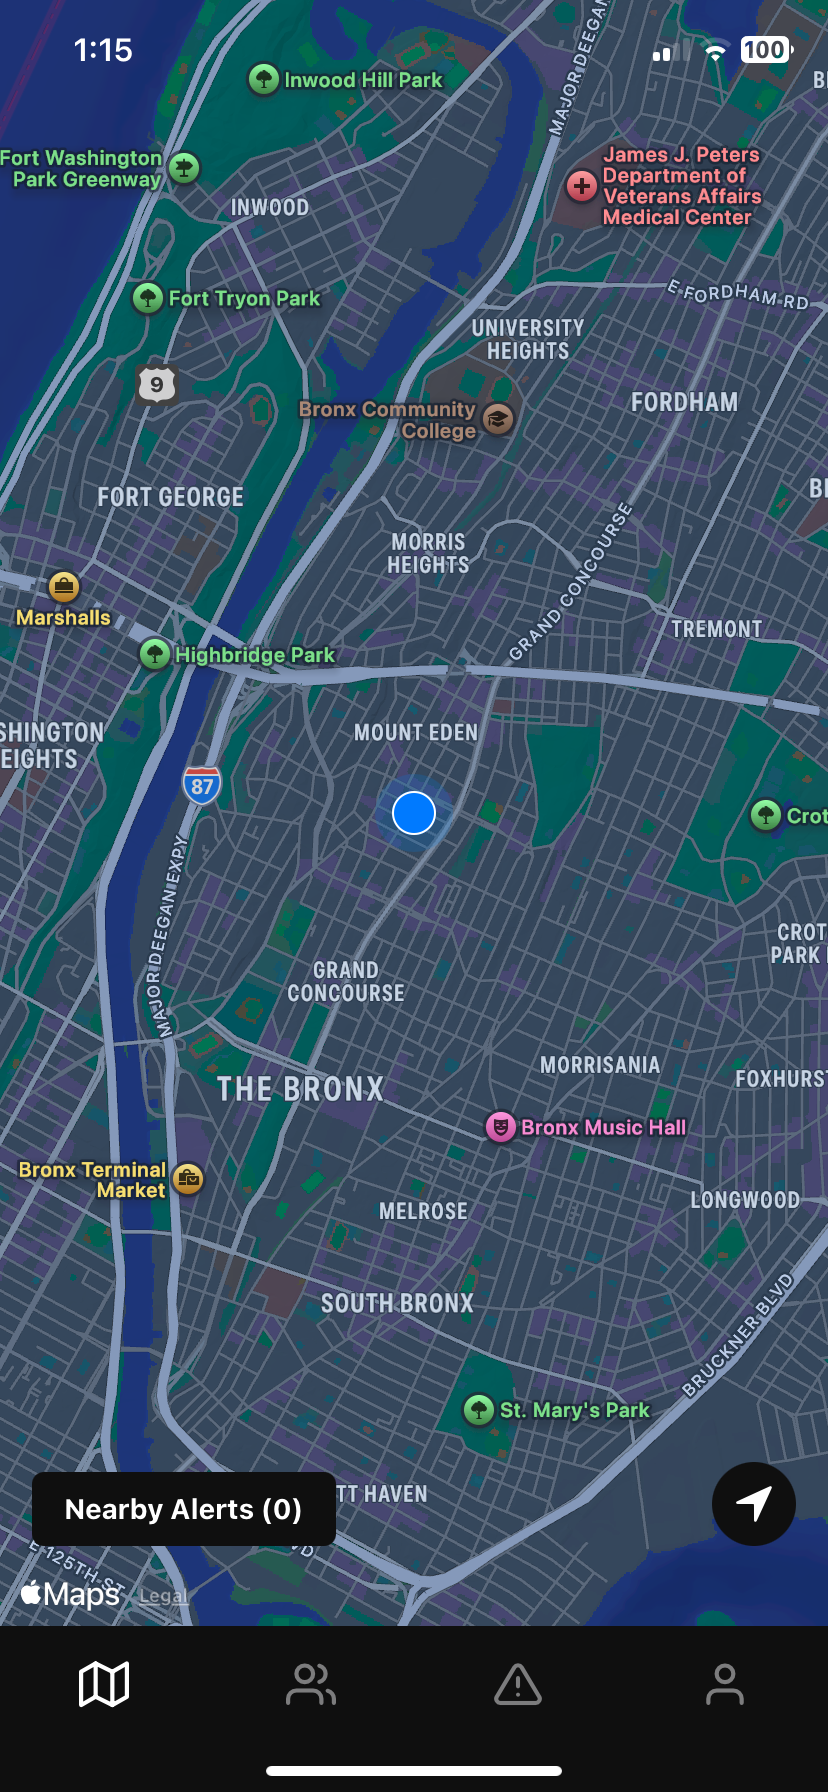 1:15
100
Inwood Hill Park
MAJOR DEEGAN
Fort Washington
Park Greenway
James J. Peters
Department of
Veterans Affairs
Medical Center
INWOOD
Fort Tryon Park
E FORDHAM RD
UNIVERSITY
HEIGHTS
9
FORDHAM
Bronx Community
College
FORT GEORGE
MORRIS
HEIGHTS
GRAND CONCOURSE
Marshalls
TREMONT
Highbridge Park
SHINGTON
EIGHTS
MOUNT EDEN
87
Crot
MAJOR DEEGAN EXPY
CROT
PARK
GRAND
CONCOURSE
MORRISANIA
FOXHURST
THE BRONX
Bronx Music Hall
Bronx Terminal
Market
LONGWOOD
MELROSE
SOUTH BRONX
BRUCKNER BLVD
St. Mary's Park
TT HAVEN
Nearby Alerts (0)
E 125TH ST
VD
Maps
Legal